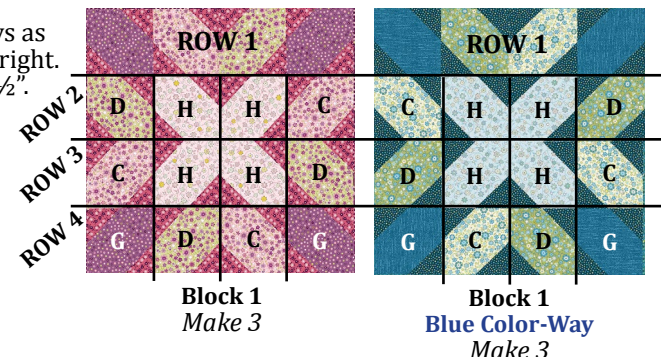 ys as
right.
½”.
ROW 1
ROW 1
ROW 2
D H H C
C D
ROW 3
C H H D
D H H C
ROW 4
G D C G
G C D G
Block 1
Make 3
Block 1
Blue Color-Way
Make 3